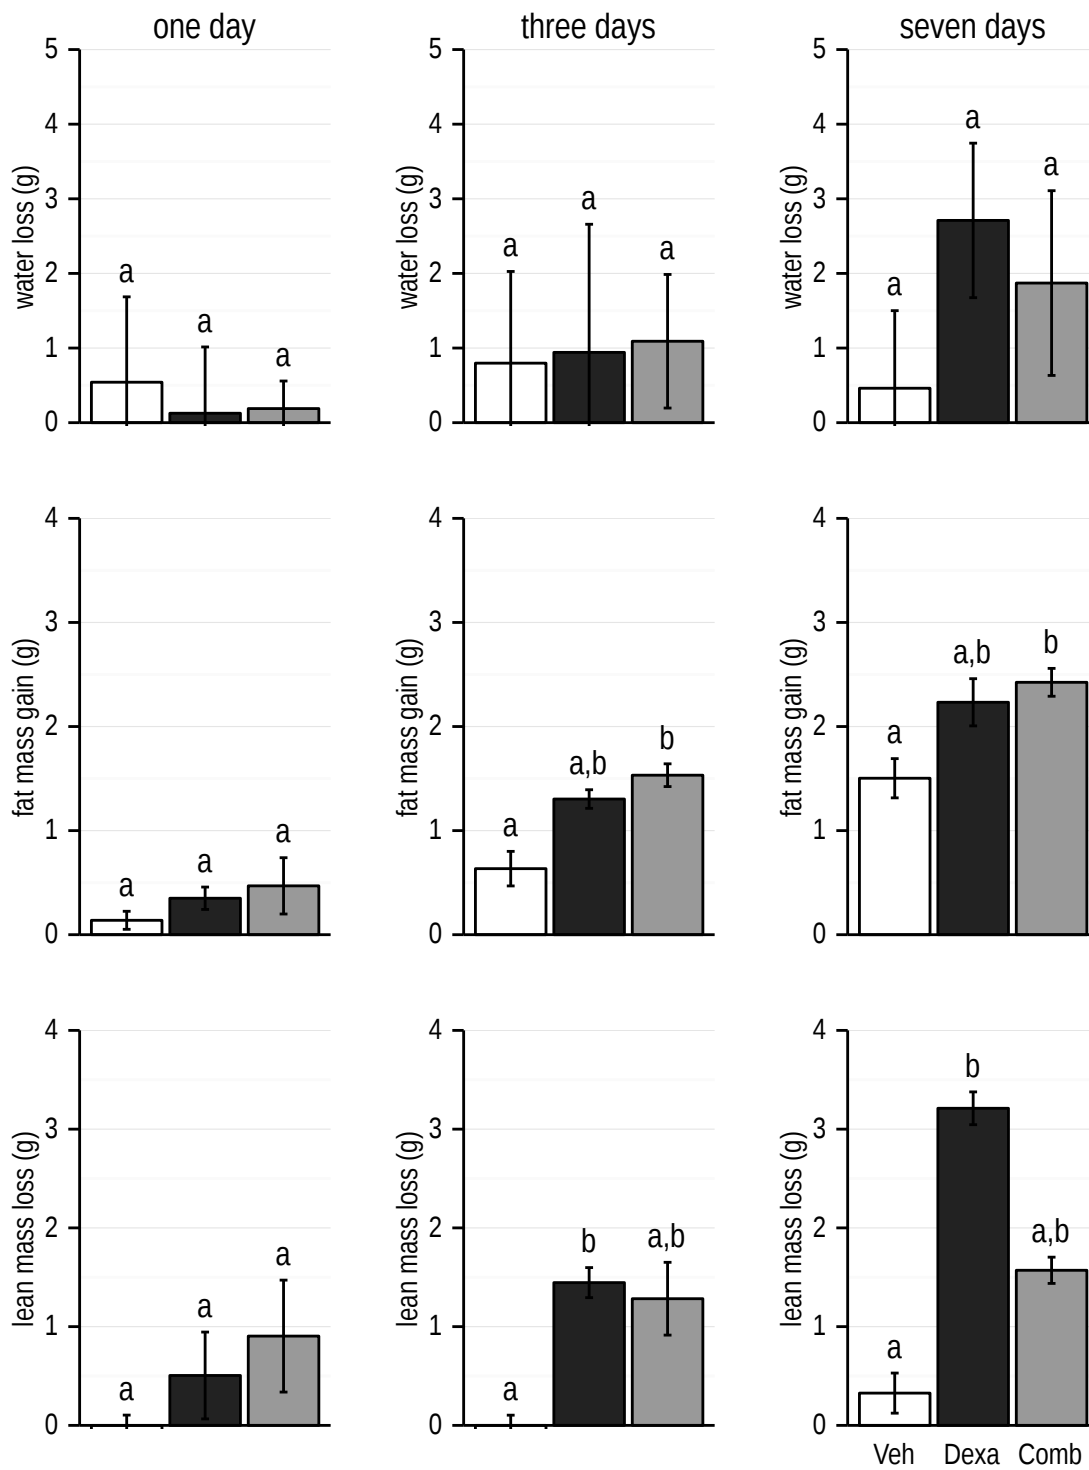 one day
three days
seven days
water loss (g)
5
4
3
2
1
0
a
a
a
water loss (g)
5
4
3
2
1
0
a
a
a
water loss (g)
5
4
3
2
1
0
a
a
a
fat mass gain (g)
4
3
2
1
0
a
a
a
fat mass gain (g)
4
3
2
1
0
a
a,b
b
fat mass gain (g)
4
3
2
1
0
a
a,b
b
lean mass loss (g)
4
3
2
1
0
a
a
a
lean mass loss (g)
4
3
2
1
0
a
b
a,b
lean mass loss (g)
4
3
2
1
0
a
b
a,b
Veh Dexa Comb